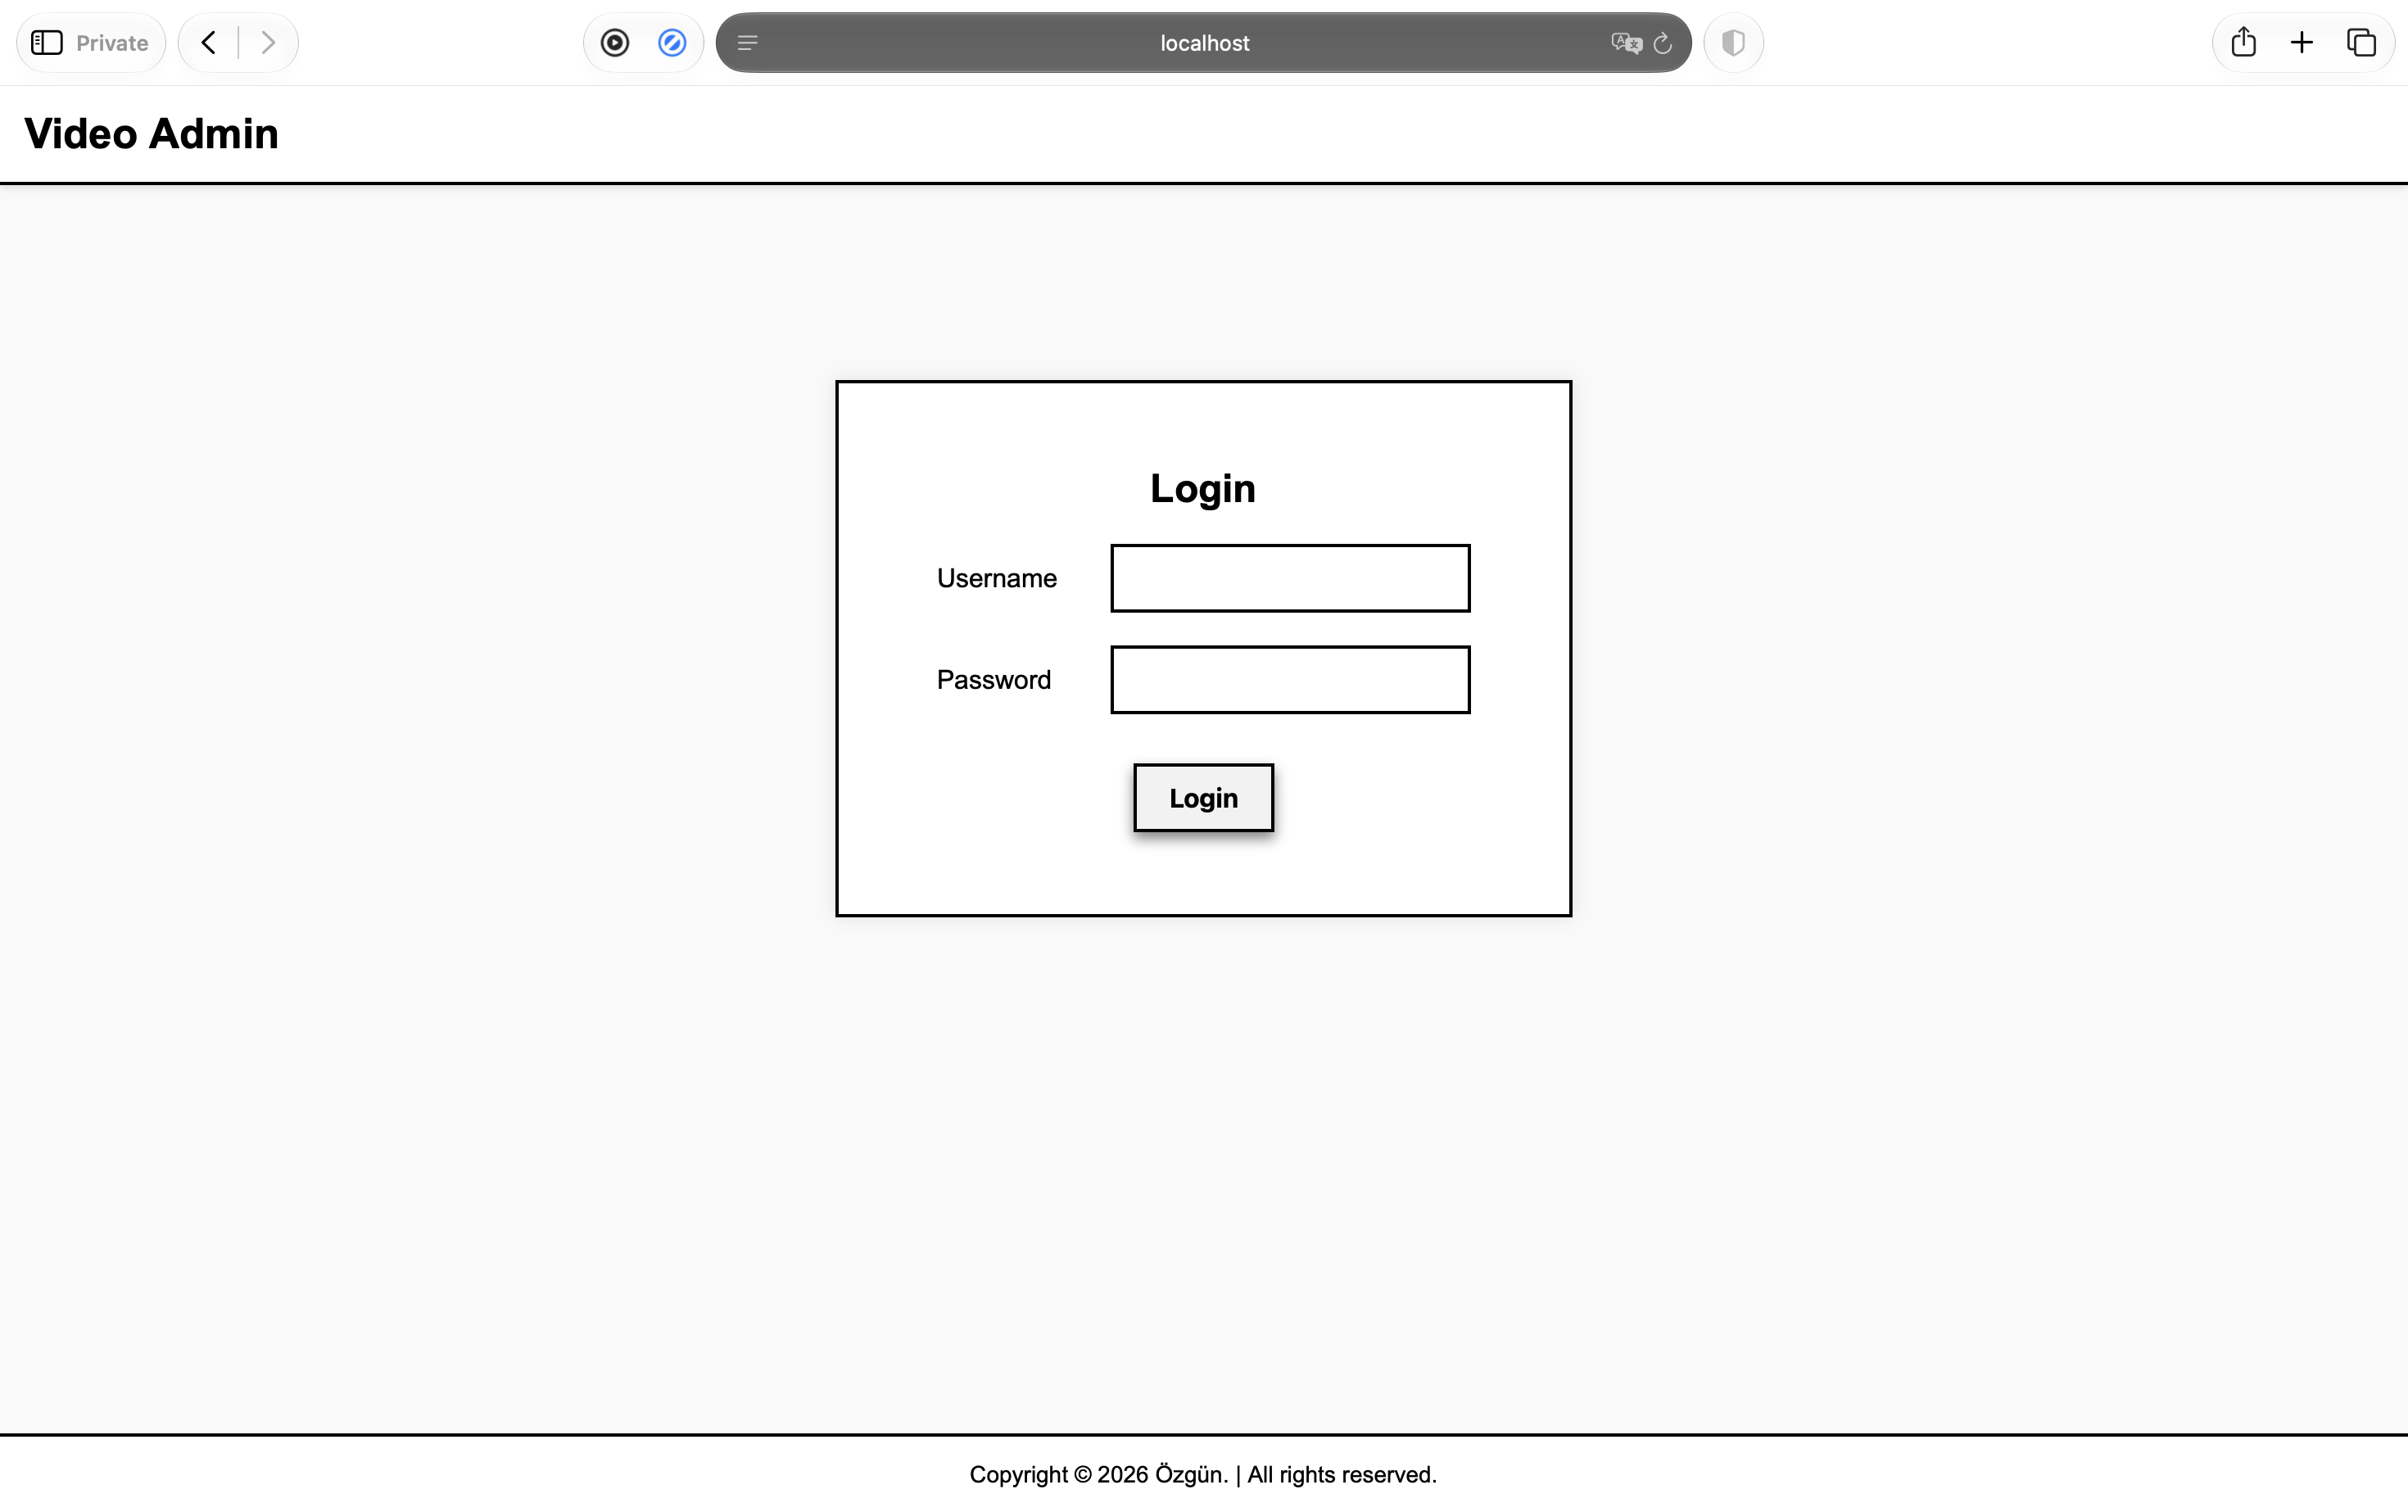 Private
localhost
Video Admin
Login
Username
Password
Login
Copyright © 2026 Özgün. | All rights reserved.